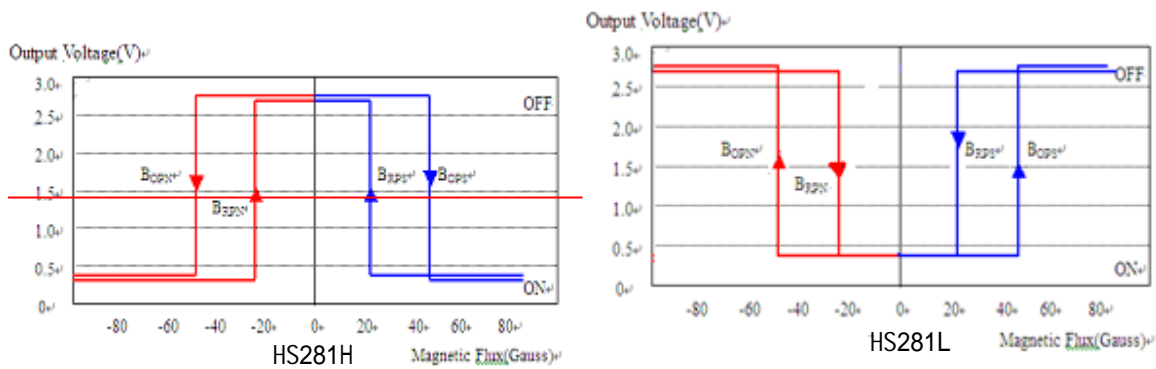 Output Voltage(V)↵
3.0↵
2.5↵
2.0↵
1.5↵
1.0↵
0.5↵
0↵
OFF
ON↵
BOPN↵
BRPN↵
BRPS↵
BOPS↵
-80 -60 -40 -20↵ 0↵ 20↵ 40↵ 60↵ 80↵
HS281H
Magnetic Flux(Gauss)↵
Output Voltage(V)↵
3.0↵
2.5↵
2.0↵
1.5↵
1.0↵
0.5↵
0↵
OFF
ON↵
BOPN↵
BRPN
BRPS↵
BOPS↵
-80 -60 -40 -20↵ 0↵ 20↵ 40↵ 60↵ 80↵
HS281L
Magnetic Flux(Gauss)↵